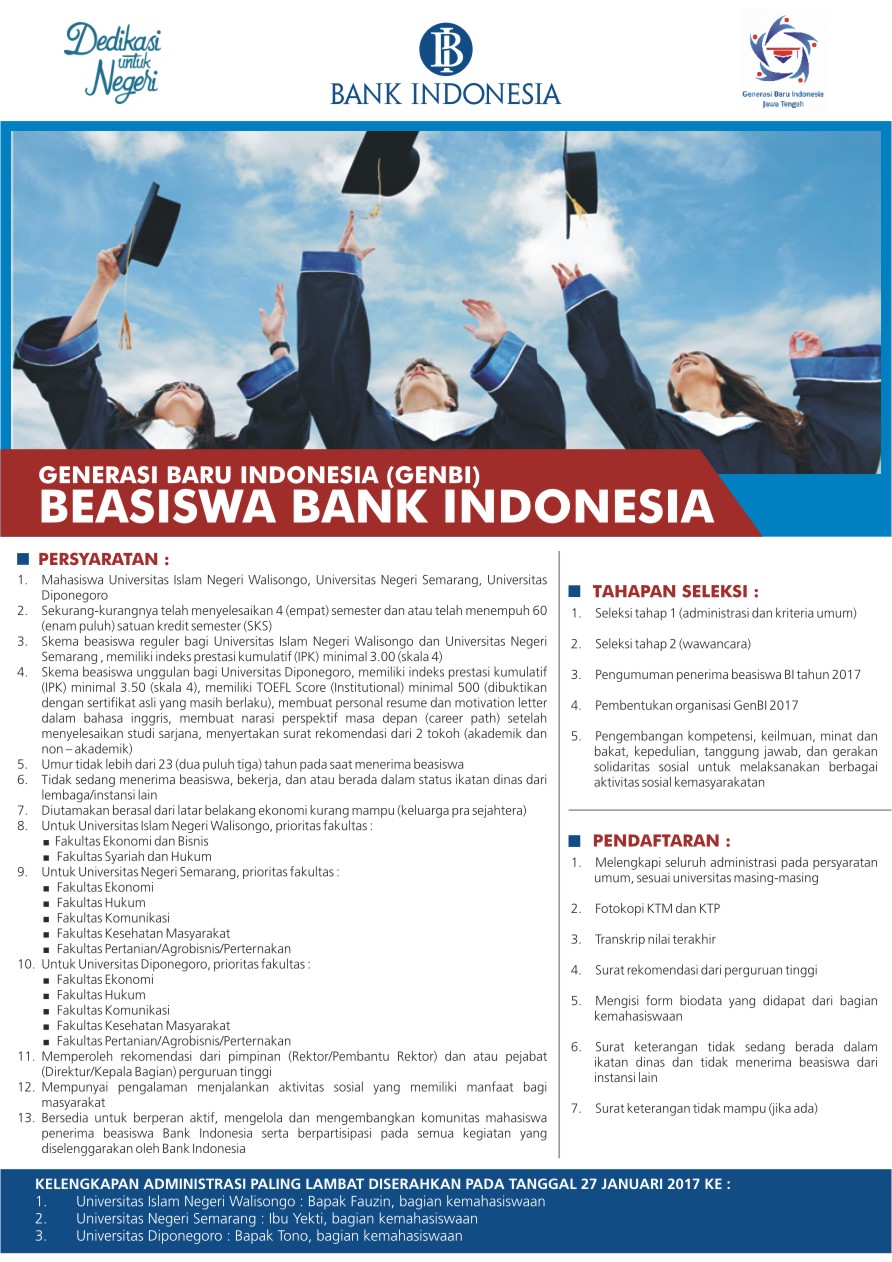 Dedikasi
untuk
Negeri
BANK INDONESIA
Generasi Baru Indonesia
Jawa Tengah
GENERASI BARU INDONESIA (GENBI)
BEASISWA BANK INDONESIA
PERSYARATAN :
1. Mahasiswa Universitas Islam Negeri Walisongo, Universitas Negeri Semarang, Universitas
Diponegoro
2. Sekurang-kurangnya telah menyelesaikan 4 (empat) semester dan atau telah menempuh 60
(enam puluh) satuan kredit semester (SKS)
3. Skema beasiswa reguler bagi Universitas Islam Negeri Walisongo dan Universitas Negeri
Semarang , memiliki indeks prestasi kumulatif (IPK) minimal 3.00 (skala 4)
4. Skema beasiswa unggulan bagi Universitas Diponegoro, memiliki indeks prestasi kumulatif
(IPK) minimal 3.50 (skala 4), memiliki TOEFL Score (Institutional) minimal 500 (dibuktikan
dengan sertifikat asli yang masih berlaku), membuat personal resume dan motivation letter
dalam bahasa inggris, membuat narasi perspektif masa depan (career path) setelah
menyelesaikan studi sarjana, menyertakan surat rekomendasi dari 2 tokoh (akademik dan
non – akademik)
5. Umur tidak lebih dari 23 (dua puluh tiga) tahun pada saat menerima beasiswa
6. Tidak sedang menerima beasiswa, bekerja, dan atau berada dalam status ikatan dinas dari
lembaga/instansi lain
7. Diutamakan berasal dari latar belakang ekonomi kurang mampu (keluarga pra sejahtera)
8. Untuk Universitas Islam Negeri Walisongo, prioritas fakultas :
▪ Fakultas Ekonomi dan Bisnis
▪ Fakultas Syariah dan Hukum
9. Untuk Universitas Negeri Semarang, prioritas fakultas :
▪ Fakultas Ekonomi
▪ Fakultas Hukum
▪ Fakultas Komunikasi
▪ Fakultas Kesehatan Masyarakat
▪ Fakultas Pertanian/Agrobisnis/Perternakan
10. Untuk Universitas Diponegoro, prioritas fakultas :
▪ Fakultas Ekonomi
▪ Fakultas Hukum
▪ Fakultas Komunikasi
▪ Fakultas Kesehatan Masyarakat
▪ Fakultas Pertanian/Agrobisnis/Perternakan
11. Memperoleh rekomendasi dari pimpinan (Rektor/Pembantu Rektor) dan atau pejabat
(Direktur/Kepala Bagian) perguruan tinggi
12. Mempunyai pengalaman menjalankan aktivitas sosial yang memiliki manfaat bagi
masyarakat
13. Bersedia untuk berperan aktif, mengelola dan mengembangkan komunitas mahasiswa
penerima beasiswa Bank Indonesia serta berpartisipasi pada semua kegiatan yang
diselenggarakan oleh Bank Indonesia
TAHAPAN SELEKSI :
1. Seleksi tahap 1 (administrasi dan kriteria umum)
2. Seleksi tahap 2 (wawancara)
3. Pengumuman penerima beasiswa BI tahun 2017
4. Pembentukan organisasi GenBI 2017
5. Pengembangan kompetensi, keilmuan, minat dan
bakat, kepedulian, tanggung jawab, dan gerakan
solidaritas sosial untuk melaksanakan berbagai
aktivitas sosial kemasyarakatan
PENDAFTARAN :
1. Melengkapi seluruh administrasi pada persyaratan
umum, sesuai universitas masing-masing
2. Fotokopi KTM dan KTP
3. Transkrip nilai terakhir
4. Surat rekomendasi dari perguruan tinggi
5. Mengisi form biodata yang didapat dari bagian
kemahasiswaan
6. Surat keterangan tidak sedang berada dalam
ikatan dinas dan tidak menerima beasiswa dari
instansi lain
7. Surat keterangan tidak mampu (jika ada)
KELENGKAPAN ADMINISTRASI PALING LAMBAT DISERAHKAN PADA TANGGAL 27 JANUARI 2017 KE :
1. Universitas Islam Negeri Walisongo : Bapak Fauzin, bagian kemahasiswaan
2. Universitas Negeri Semarang : Ibu Yekti, bagian kemahasiswaan
3. Universitas Diponegoro : Bapak Tono, bagian kemahasiswaan